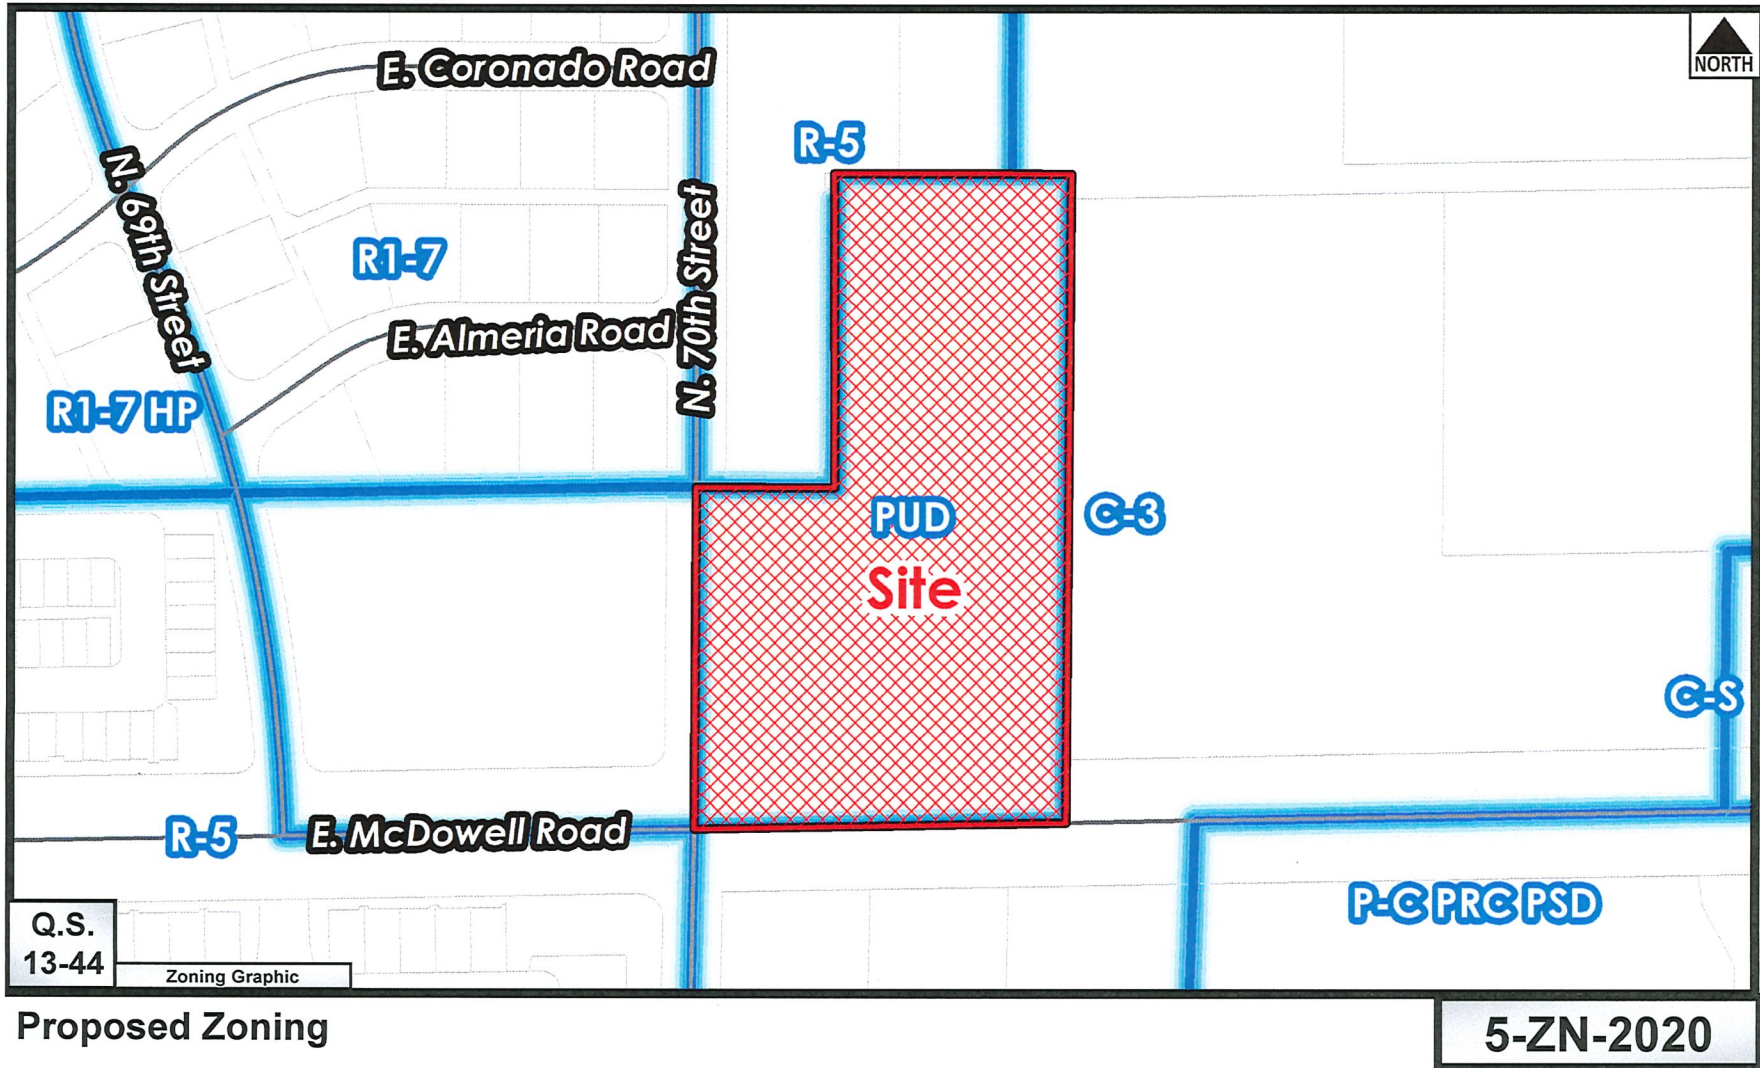 NORTH
E. Coronado Road
R-5
N. 69th Street
N. 70th Street
R1-7
E. Almeria Road
R1-7 HP
PUD
C-3
Site
C-S
R-5
E. McDowell Road
P-C PRC PSD
Q.S.
13-44
Zoning Graphic
Proposed Zoning
5-ZN-2020